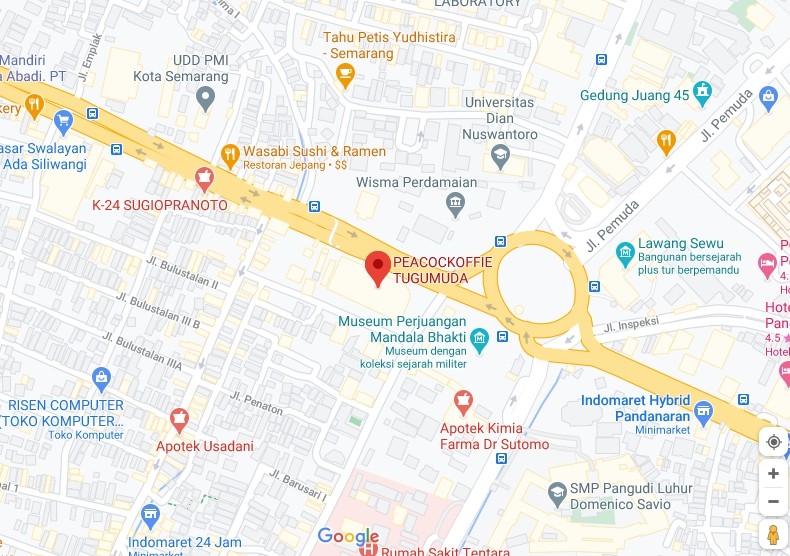 LABORATORY
Tahu Petis Yudhistira
- Semarang
Mandiri
Abadi. PT
Jl. Emplak
UDD PMI
Kota Semarang
Universitas
Dian
Nuswantoro
Gedung Juang 45
Jl. Pemuda
Swalayan
Ada Siliwangi
Wasabi Sushi & Ramen
Restoran Jepang • $$
K-24 SUGIOPRANOTO
Wisma Perdamaian
Jl. Pemuda
Lawang Sewu
Bangunan bersejarah
plus tur berpemandu
PEACOCKOFFIE
TUGUMUDA
Jl. Bulustalan II
Jl. Bulustalan III B
Jl. Bulustalan IIIA
Museum Perjuangan
Mandala Bhakti
Museum dengan
koleksi sejarah militer
Jl. Inspeksi
Hote
Pan
4.5
Hotel
Jl. Penaton
RISEN COMPUTER
(TOKO KOMPUTER…
Toko Komputer
Apotek Usadani
Apotek Kimia
Farma Dr Sutomo
Indomaret Hybrid
Pandanaran
Minimarket
Jl. Barusari I
SMP Pangudi Luhur
Domenico Savio
Indomaret 24 Jam
Minimarket
Google
Rumah Sakit Tentara